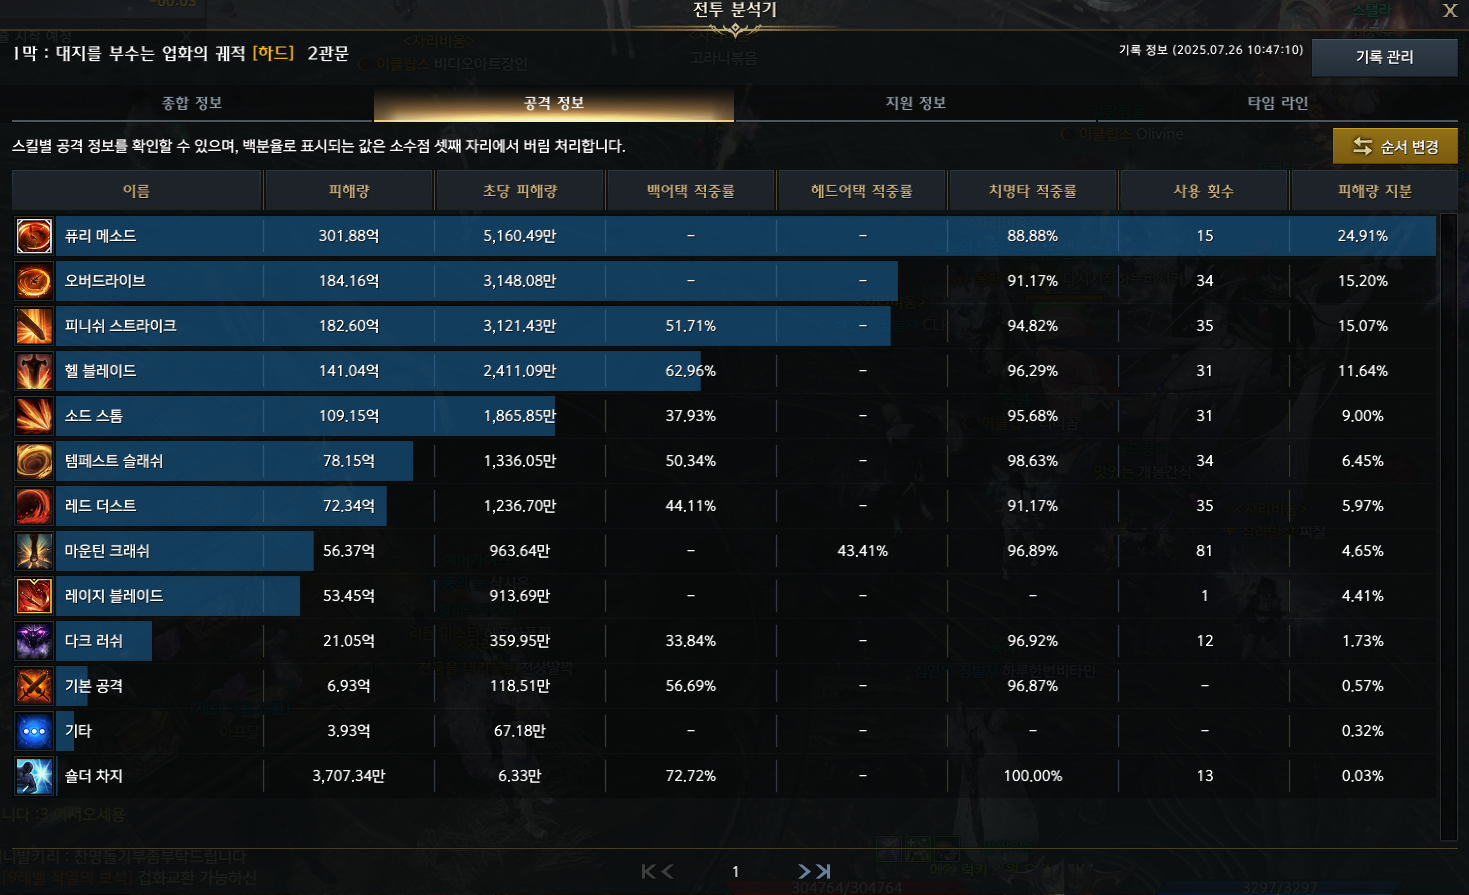 전투 분석기
X
1막 : 대지를 부수는 업화의 궤적 [하드] 2관문
기록 정보 (2025.07.26 10:47:10)
기록 관리
종합 정보 공격 정보 지원 정보 타임 라인
스킬별 공격 정보를 확인할 수 있으며, 백분율로 표시되는 값은 소수점 셋째 자리에서 버림 처리합니다.
순서 변경
이름 피해량 초당 피해량 백어택 적중률 헤드어택 적중률 치명타 적중률 사용 횟수 피해량 지분
퓨리 메소드 301.88억 5,160.49만 - - 88.88% 15 24.91%
오버드라이브 184.16억 3,148.08만 - - 91.17% 34 15.20%
피니쉬 스트라이크 182.60억 3,121.43만 51.71% - 94.82% 35 15.07%
헬 블레이드 141.04억 2,411.09만 62.96% - 96.29% 31 11.64%
소드 스톰 109.15억 1,865.85만 37.93% - 95.68% 31 9.00%
템페스트 슬래쉬 78.15억 1,336.05만 50.34% - 98.63% 34 6.45%
레드 더스트 72.34억 1,236.70만 44.11% - 91.17% 35 5.97%
마운틴 크래쉬 56.37억 963.64만 - 43.41% 96.89% 81 4.65%
레이지 블레이드 53.45억 913.69만 - - - 1 4.41%
다크 러쉬 21.05억 359.95만 33.84% - 96.92% 12 1.73%
기본 공격 6.93억 118.51만 56.69% - 96.87% - 0.57%
기타 3.93억 67.18만 - - - - 0.32%
숄더 차지 3,707.34만 6.33만 72.72% - 100.00% 13 0.03%
1
304764/304764
3297/3297